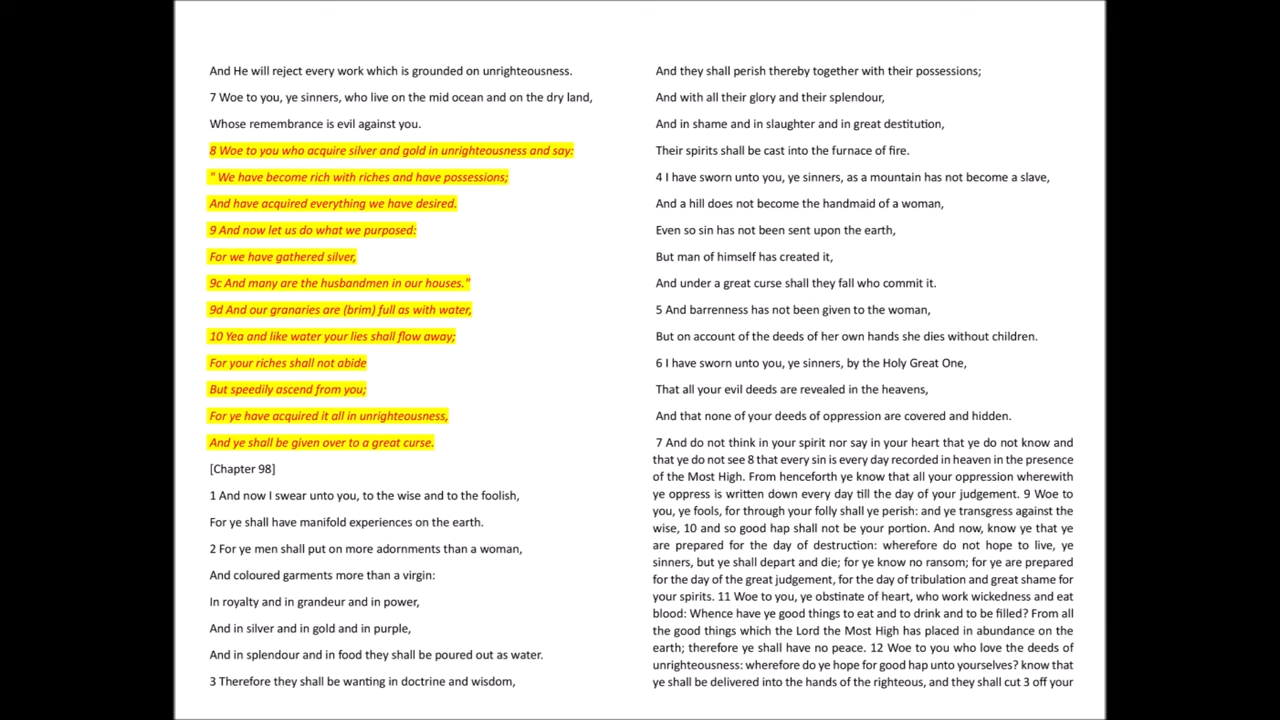 And He will reject every work which is grounded on unrighteousness.
7 Woe to you, ye sinners, who live on the mid ocean and on the dry land,
Whose remembrance is evil against you.
8 Woe to you who acquire silver and gold in unrighteousness and say:
" We have become rich with riches and have possessions;
And have acquired everything we have desired.
9 And now let us do what we purposed:
For we have gathered silver,
9c And many are the husbandmen in our houses."
9d And our granaries are (brim) full as with water,
10 Yea and like water your lies shall flow away;
For your riches shall not abide
But speedily ascend from you;
For ye have acquired it all in unrighteousness,
And ye shall be given over to a great curse.
[Chapter 98]
1 And now I swear unto you, to the wise and to the foolish,
For ye shall have manifold experiences on the earth.
2 For ye men shall put on more adornments than a woman,
And coloured garments more than a virgin:
In royalty and in grandeur and in power,
And in silver and in gold and in purple,
And in splendour and in food they shall be poured out as water.
3 Therefore they shall be wanting in doctrine and wisdom,
And they shall perish thereby together with their possessions;
And with all their glory and their splendour,
And in shame and in slaughter and in great destitution,
Their spirits shall be cast into the furnace of fire.
4 I have sworn unto you, ye sinners, as a mountain has not become a slave,
And a hill does not become the handmaid of a woman,
Even so sin has not been sent upon the earth,
But man of himself has created it,
And under a great curse shall they fall who commit it.
5 And barrenness has not been given to the woman,
But on account of the deeds of her own hands she dies without children.
6 I have sworn unto you, ye sinners, by the Holy Great One,
That all your evil deeds are revealed in the heavens,
And that none of your deeds of oppression are covered and hidden.
7 And do not think in your spirit nor say in your heart that ye do not know and
that ye do not see 8 that every sin is every day recorded in heaven in the presence
of the Most High. From henceforth ye know that all your oppression wherewith
ye oppress is written down every day till the day of your judgement. 9 Woe to
you, ye fools, for through your folly shall ye perish: and ye transgress against the
wise, 10 and so good hap shall not be your portion. And now, know ye that ye
are prepared for the day of destruction: wherefore do not hope to live, ye
sinners, but ye shall depart and die; for ye know no ransom; for ye are prepared
for the day of the great judgement, for the day of tribulation and great shame for
your spirits. 11 Woe to you, ye obstinate of heart, who work wickedness and eat
blood: Whence have ye good things to eat and to drink and to be filled? From all
the good things which the Lord the Most High has placed in abundance on the
earth; therefore ye shall have no peace. 12 Woe to you who love the deeds of
unrighteousness: wherefore do ye hope for good hap unto yourselves? know that
ye shall be delivered into the hands of the righteous, and they shall cut 3 off your